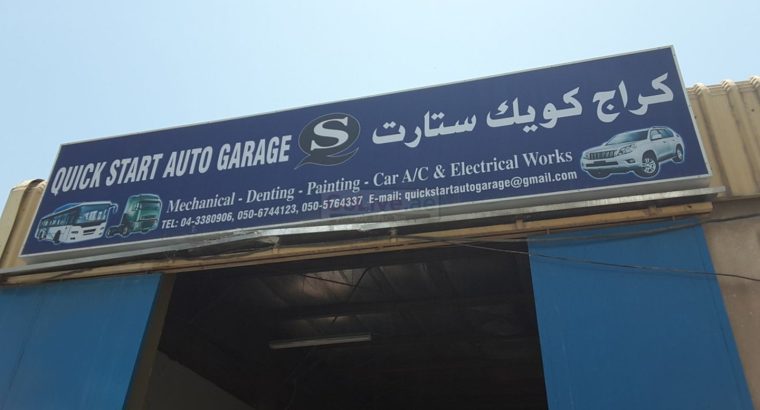 كراج كويك ستارت
QUICK START AUTO GARAGE
S
Mechanical - Denting - Painting - Car A/C & Electrical Works
TEL: 04-3380906, 050-6744123, 050-5764337 E-mail: quickstartautogarage@gmail.com